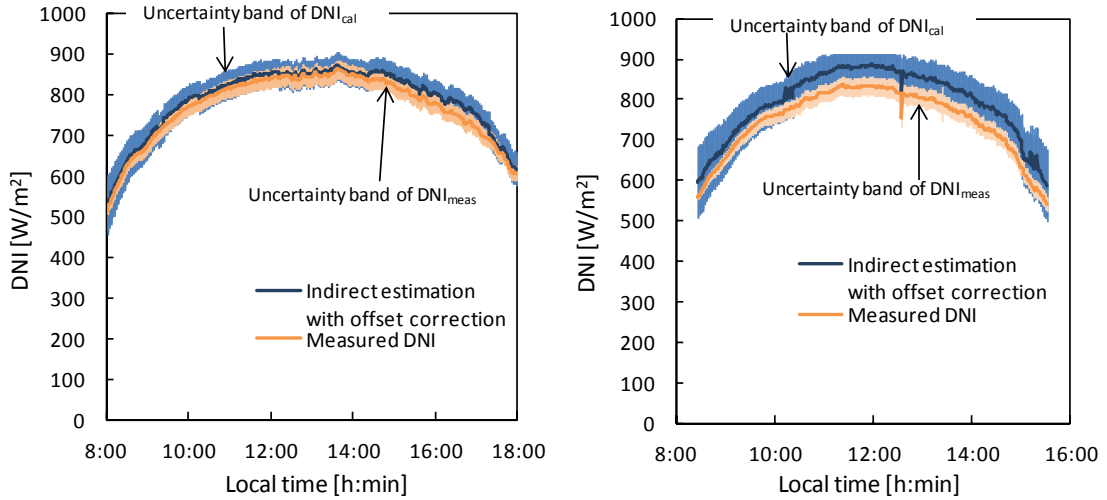 1000
900
800
700
600
500
400
300
200
100
0
DNI [W/m²]
Uncertainty band of DNIcal
Uncertainty band of DNImeas
Indirect estimation
with offset correction
Measured DNI
8:00 10:00 12:00 14:00 16:00 18:00
Local time [h:min]
1000
900
800
700
600
500
400
300
200
100
0
DNI [W/m²]
Uncertainty band of DNIcal
Uncertainty band of DNImeas
Indirect estimation
with offset correction
Measured DNI
8:00 10:00 12:00 14:00 16:00
Local time [h:min]